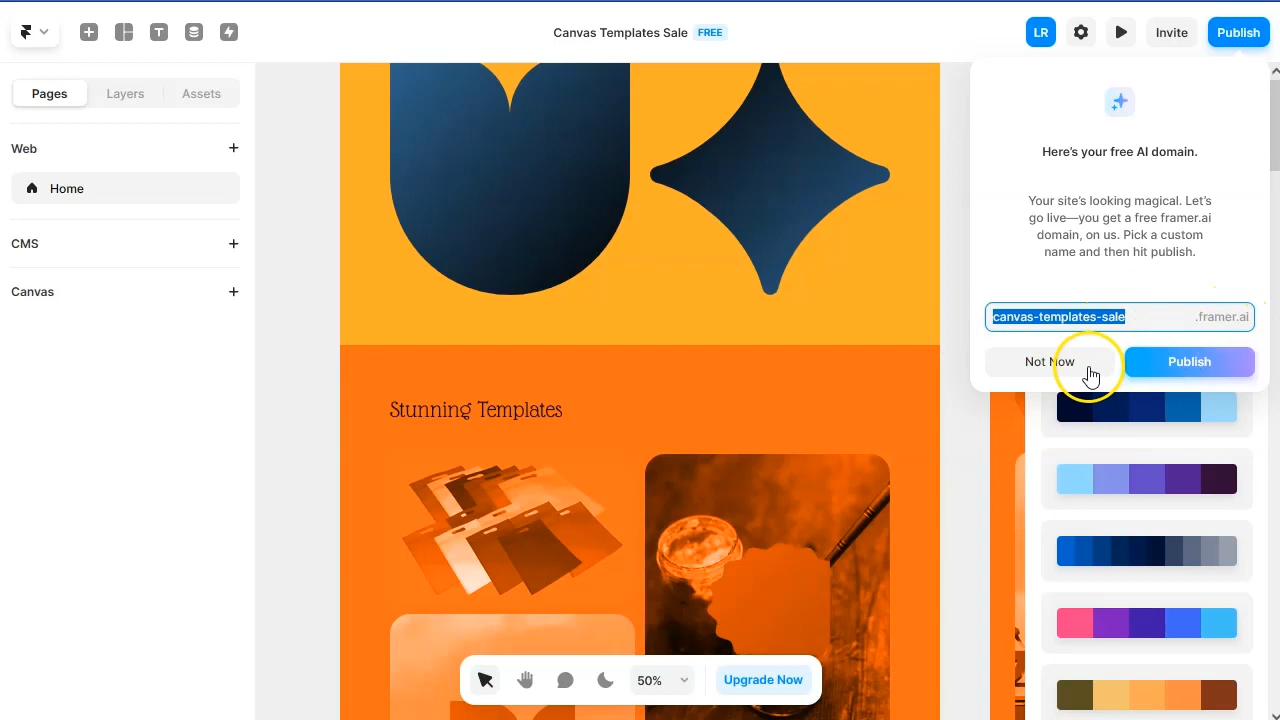 Canvas Templates Sale FREE
LR
Invite
Publish
Pages
Layers
Assets
Web
Home
CMS
Canvas
Here's your free AI domain.
Your site's looking magical. Let's
go live—you get a free framer.ai
domain, on us. Pick a custom
name and then hit publish.
canvas-templates-sale .framer.ai
Not Now
Publish
Stunning Templates
50%
Upgrade Now